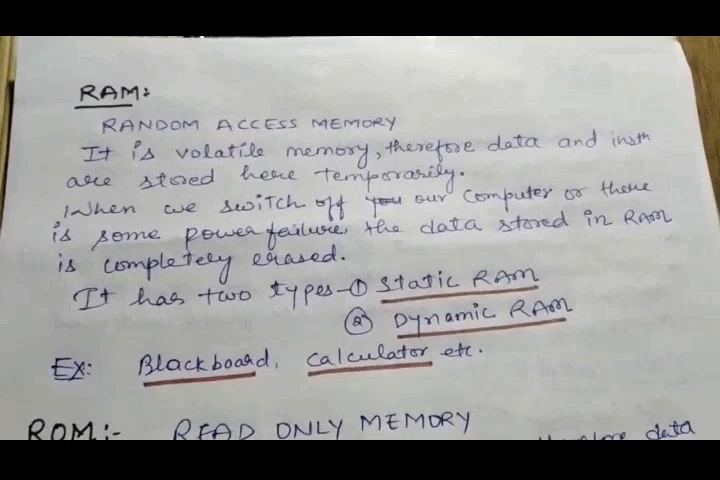 RAM:
RANDOM ACCESS MEMORY
It is volatile memory, therefore data and instn
are stored here temporarily.
When we switch off you our computer or there
is some power failure, the data stored in RAM
is completely erased.
It has two types-① Static RAM
② Dynamic RAM
Ex: Blackboard, Calculator etc.
ROM:- READ ONLY MEMORY
data